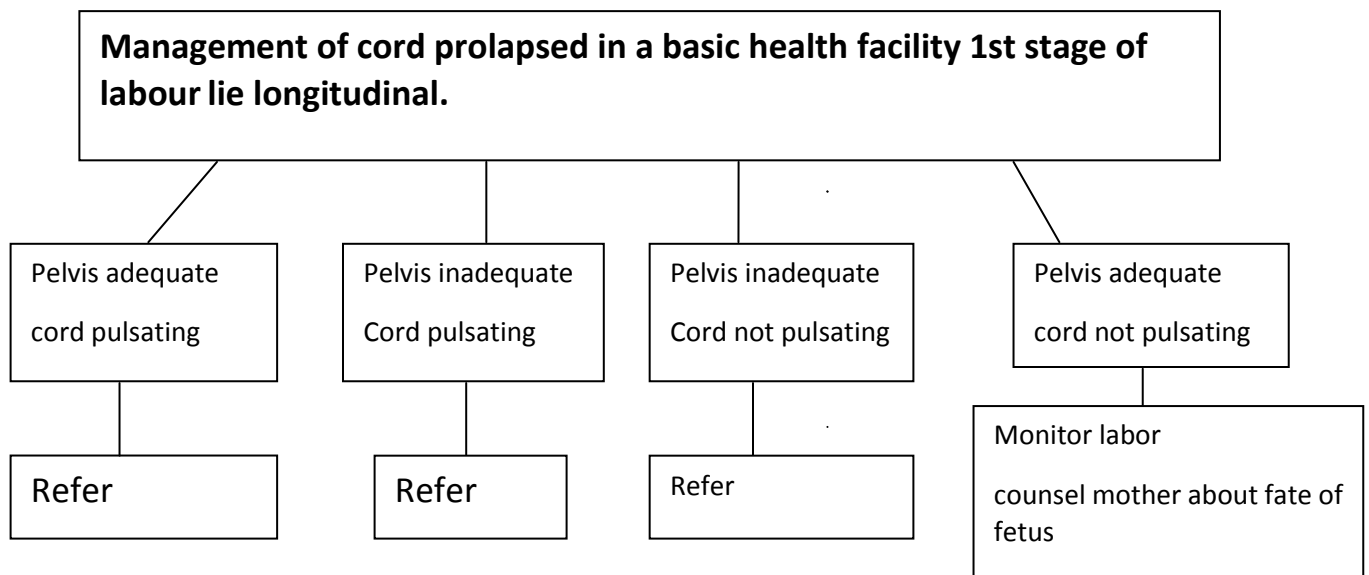 Management of cord prolapsed in a basic health facility 1st stage of
labour lie longitudinal.
Pelvis adequate
cord pulsating
Pelvis inadequate
Cord pulsating
Pelvis inadequate
Cord not pulsating
Pelvis adequate
cord not pulsating
Refer
Refer
Refer
Monitor labor
counsel mother about fate of
fetus